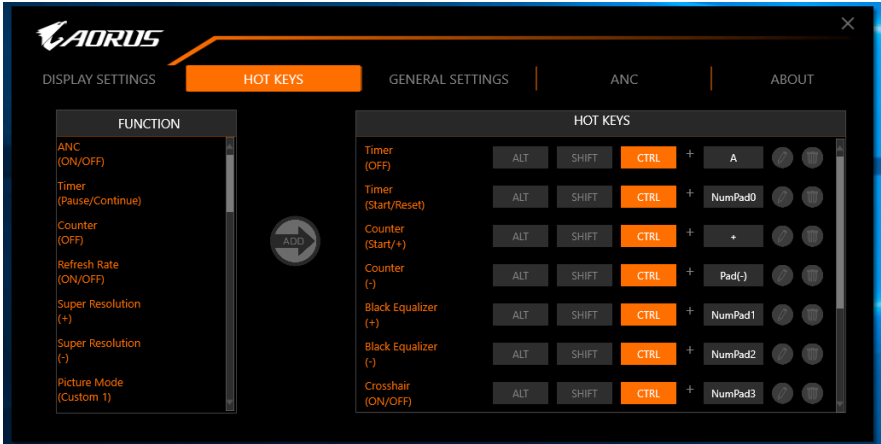 AORUS
DISPLAY SETTINGS
HOT KEYS
GENERAL SETTINGS
ANC
ABOUT
FUNCTION
ANC
(ON/OFF)
Timer
(Pause/Continue)
Counter
(OFF)
Refresh Rate
(ON/OFF)
Super Resolution
(+)
Super Resolution
(-)
Picture Mode
(Custom 1)
ADD
HOT KEYS
Timer
(OFF)
ALT SHIFT CTRL + A
Timer
(Start/Reset)
ALT SHIFT CTRL + NumPad0
Counter
(Start/+)
ALT SHIFT CTRL + +
Counter
(-)
ALT SHIFT CTRL + Pad(-)
Black Equalizer
(+)
ALT SHIFT CTRL + NumPad1
Black Equalizer
(-)
ALT SHIFT CTRL + NumPad2
Crosshair
(ON/OFF)
ALT SHIFT CTRL + NumPad3